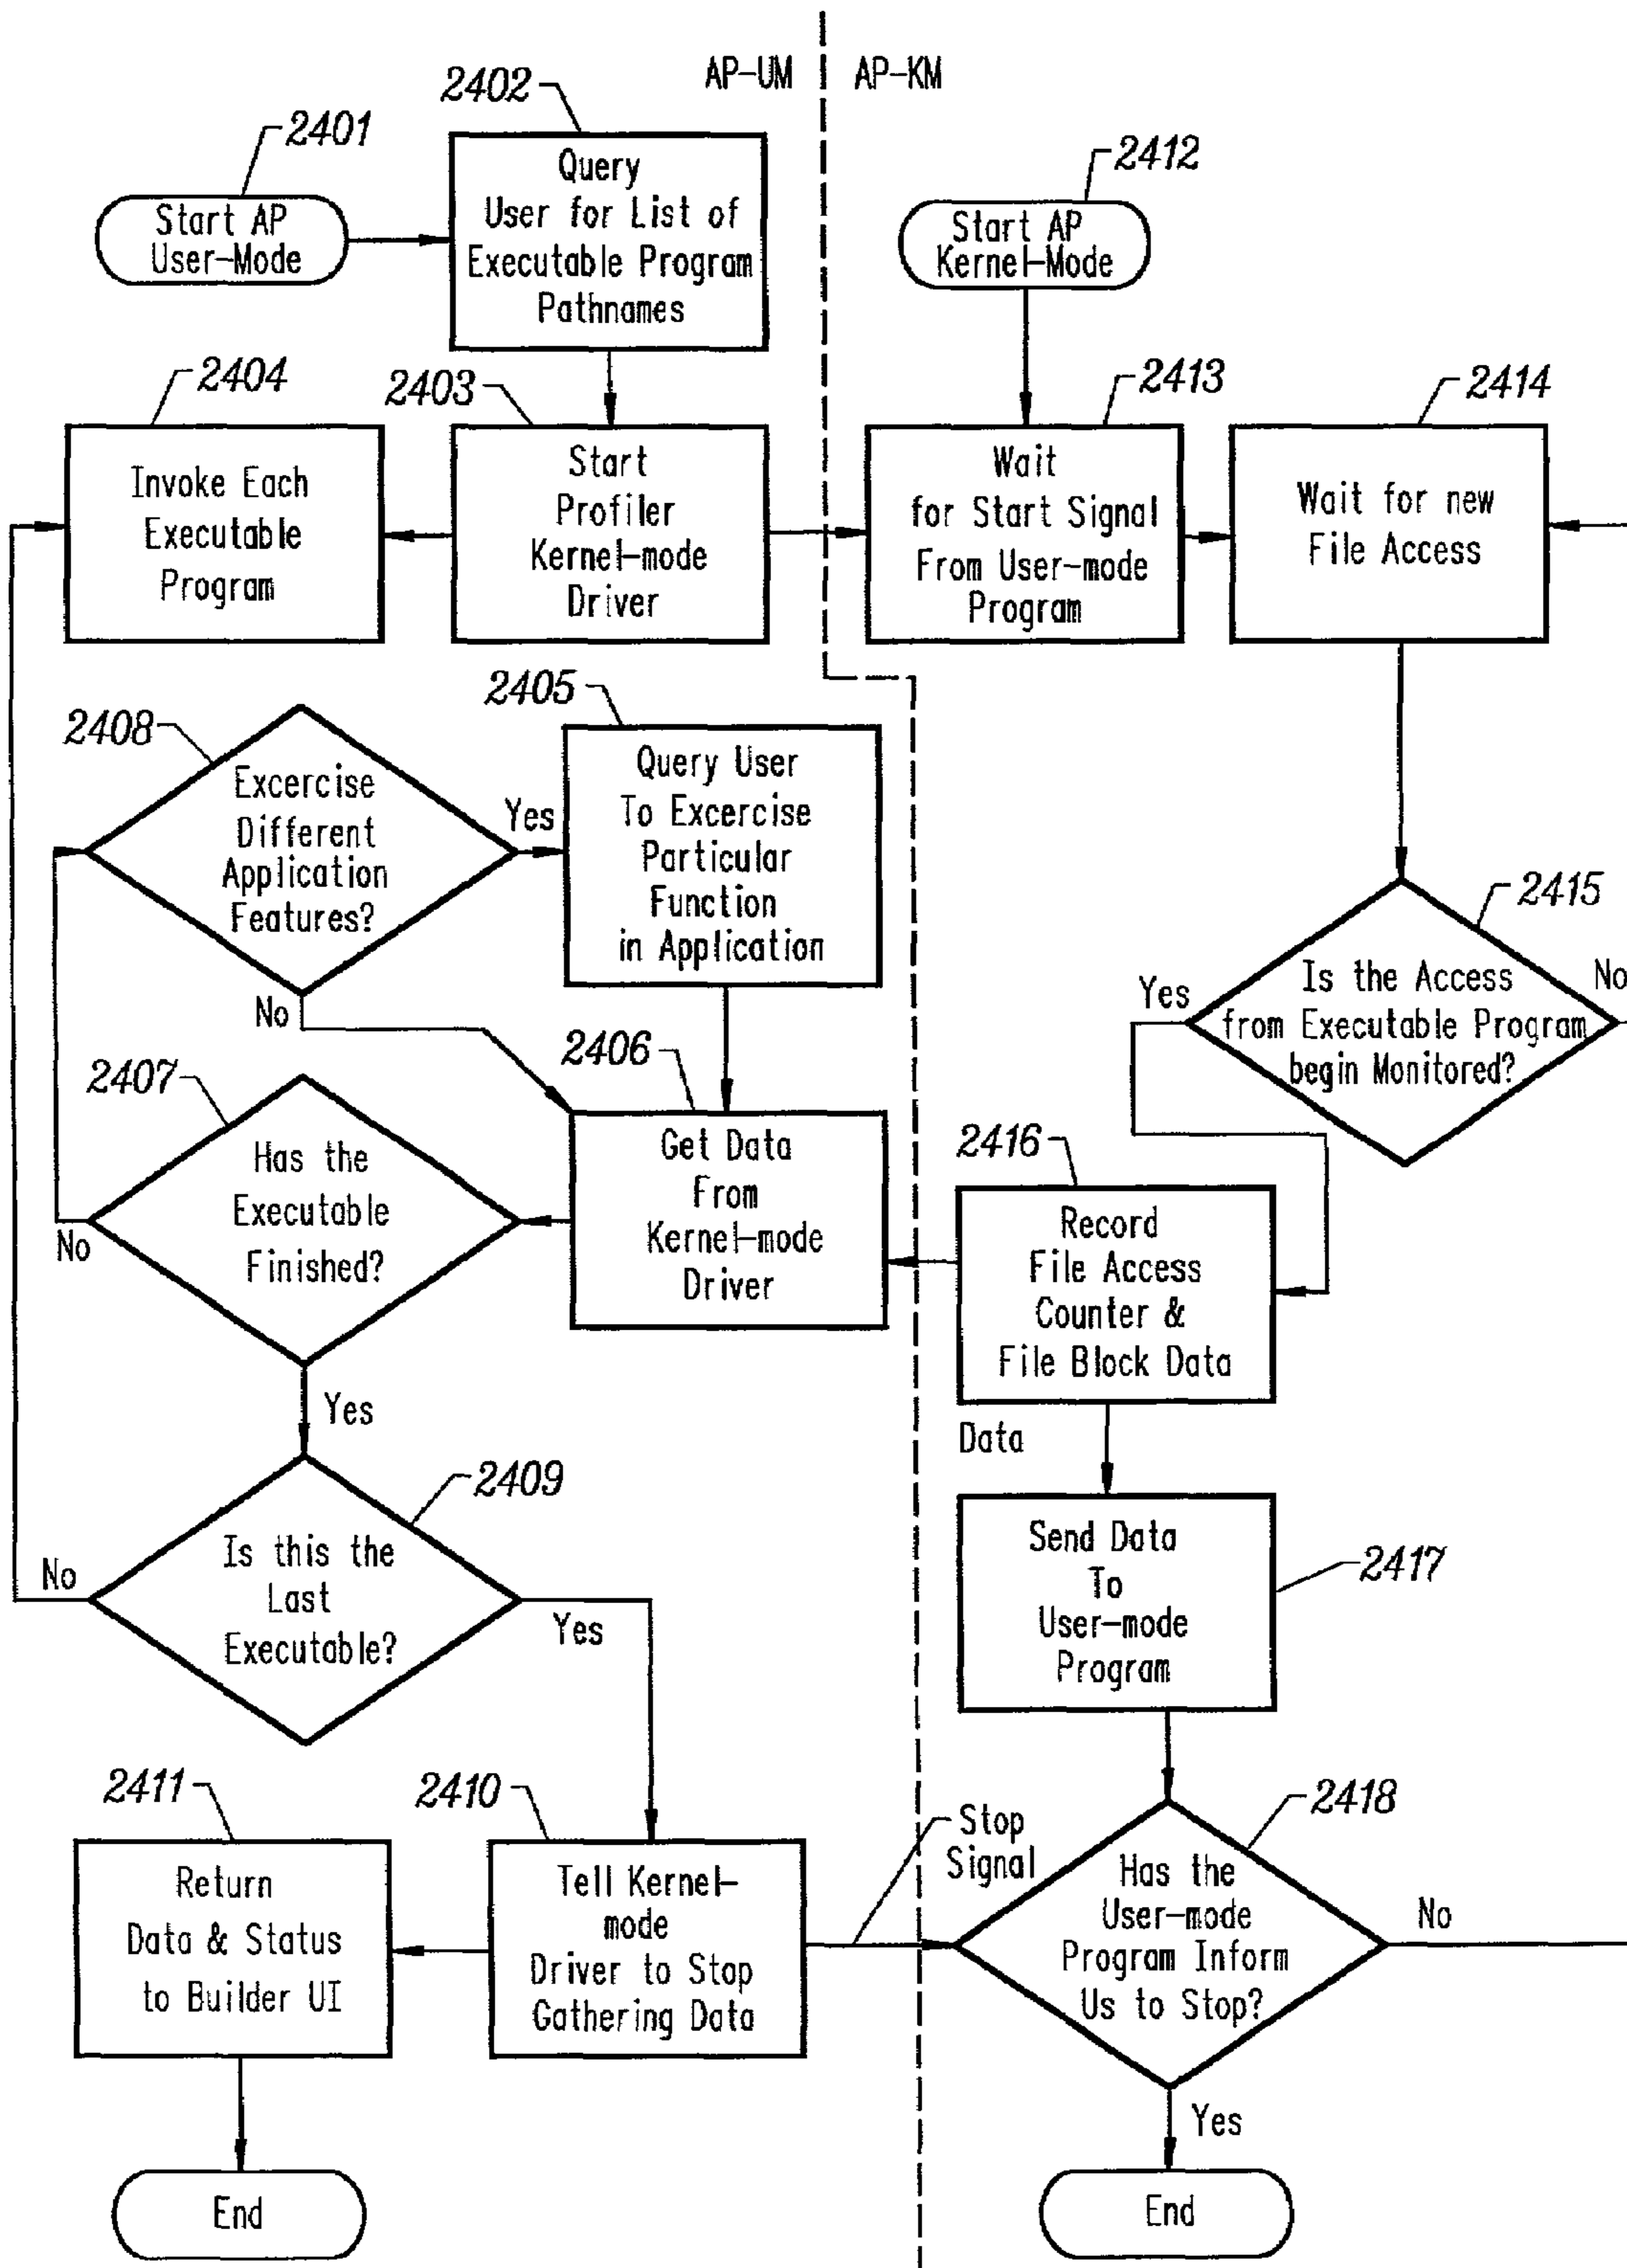 AP-UM
AP-KM
2401
Start AP
User-Mode
2402
Query
User for List of
Executable Program
Pathnames
2412
Start AP
Kernel-Mode
2404
Invoke Each
Executable
Program
2403
Start
Profiler
Kernel-mode
Driver
2413
Wait
for Start Signal
From User-mode
Program
2414
Wait for new
File Access
2408
Excercise
Different
Application
Features?
Yes
No
2405
Query User
To Excercise
Particular
Function
in Application
2415
Is the Access
from Executable Program
begin Monitored?
Yes
No
2407
Has the
Executable
Finished?
No
Yes
2406
Get Data
From
Kernel-mode
Driver
2416
Record
File Access
Counter &
File Block Data
Data
2409
Is this the
Last
Executable?
No
Yes
2417
Send Data
To
User-mode
Program
2411
Return
Data & Status
to Builder UI
2410
Tell Kernel-
mode
Driver to Stop
Gathering Data
Stop
Signal
2418
Has the
User-mode
Program Inform
Us to Stop?
No
Yes
End
End